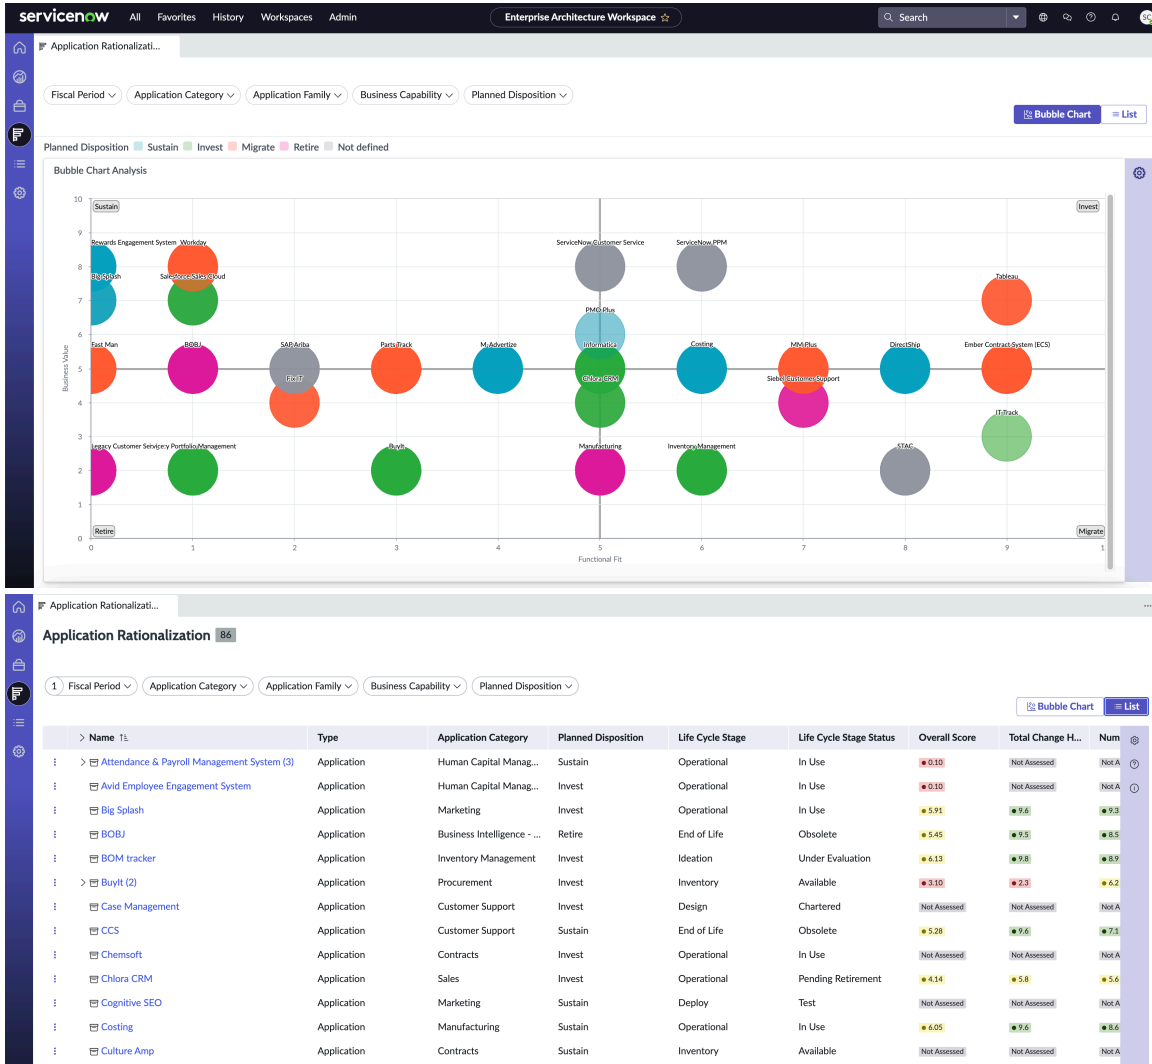 servicenow All Favorites History Workspaces Admin Enterprise Architecture Workspace Search
Application Rationalizati...
Fiscal Period Application Category Application Family Business Capability Planned Disposition
Bubble Chart List
Planned Disposition Sustain Invest Migrate Retire Not defined
Bubble Chart Analysis
10
Sustain Invest
9
Rewards Engagement System Workday ServiceNow Customer Service ServiceNow PPM
8
Big Splash Salesforce Sales Cloud Tableau
7
PMO Plus
6
Fast Man BOBJ SAP Ariba Parts Track M-Advertize Informatica Costing MM Plus DirectShip Ember Contract System (ECS)
5
Fix IT Chlora CRM Siebel Customer Support
4
IT-Track
3
Legacy Customer Service y Portfolio Management BuyIt Manufacturing Inventory Management STAC
2
1
Retire Migrate
0
0 1 2 3 4 5 6 7 8 9 1
Business Value
Functional Fit
Application Rationalizati...
Application Rationalization 86
1 Fiscal Period Application Category Application Family Business Capability Planned Disposition
Bubble Chart List
Name Type Application Category Planned Disposition Life Cycle Stage Life Cycle Stage Status Overall Score Total Change H... Num
Attendance & Payroll Management System (3) Application Human Capital Manag... Sustain Operational In Use 0.10 Not Assessed Not A
Avid Employee Engagement System Application Human Capital Manag... Invest Operational In Use 0.10 Not Assessed Not A
Big Splash Application Marketing Invest Operational In Use 5.91 9.6 9.3
BOBJ Application Business Intelligence - ... Retire End of Life Obsolete 5.45 9.5 8.5
BOM tracker Application Inventory Management Invest Ideation Under Evaluation 6.13 9.8 8.9
BuyIt (2) Application Procurement Invest Inventory Available 3.10 2.3 6.2
Case Management Application Customer Support Invest Design Chartered Not Assessed Not Assessed Not A
CCS Application Customer Support Sustain End of Life Obsolete 5.28 9.6 7.1
Chemsoft Application Contracts Invest Operational In Use Not Assessed Not Assessed Not A
Chlora CRM Application Sales Invest Operational Pending Retirement 4.14 5.8 5.6
Cognitive SEO Application Marketing Sustain Deploy Test Not Assessed Not Assessed Not A
Costing Application Manufacturing Sustain Operational In Use 6.05 9.6 8.6
Culture Amp Application Contracts Sustain Inventory Available Not Assessed Not Assessed Not A